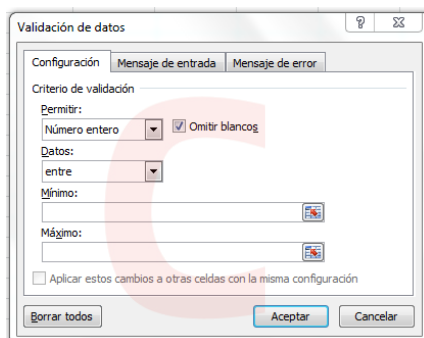 Validación de datos
Configuración Mensaje de entrada Mensaje de error
Criterio de validación
Permitir:
Número entero Omitir blancos
Datos:
entre
Mínimo:
Máximo:
Aplicar estos cambios a otras celdas con la misma configuración
Borrar todos Aceptar Cancelar
C